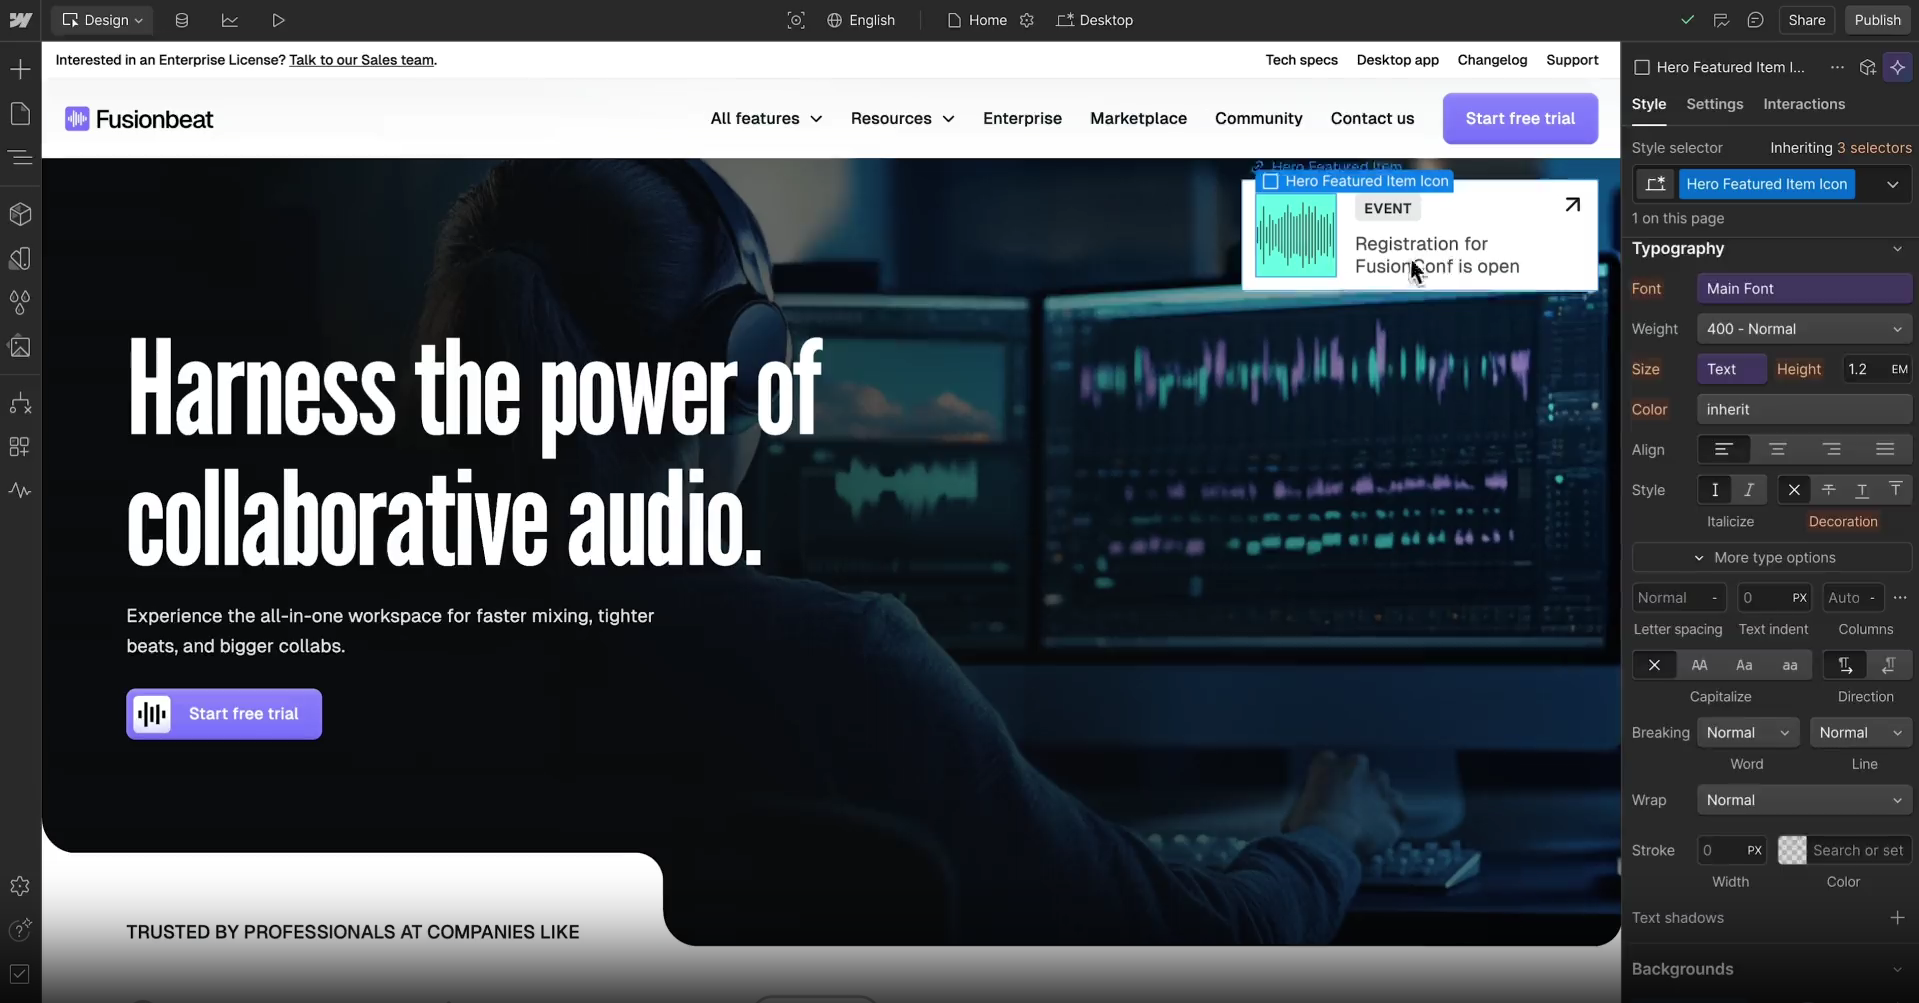 Design
English
Home
Desktop
Share
Publish
Interested in an Enterprise License? Talk to our Sales team.
Tech specs
Desktop app
Changelog
Support
Fusionbeat
All features
Resources
Enterprise
Marketplace
Community
Contact us
Start free trial
Hero Featured Item
Hero Featured Item Icon
EVENT
Registration for
FusionConf is open
Harness the power of
collaborative audio.
Experience the all-in-one workspace for faster mixing, tighter
beats, and bigger collabs.
Start free trial
TRUSTED BY PROFESSIONALS AT COMPANIES LIKE
Hero Featured Item I...
Style
Settings
Interactions
Style selector
Inheriting 3 selectors
Hero Featured Item Icon
1 on this page
Typography
Font
Main Font
Weight
400 - Normal
Size
Text
Height
1.2
EM
Color
inherit
Align
Style
Italicize
Decoration
More type options
Normal -
0 PX
Auto -
Letter spacing
Text indent
Columns
AA
Aa
aa
Capitalize
Direction
Breaking
Normal
Normal
Word
Line
Wrap
Normal
Stroke
0 PX
Search or set
Width
Color
Text shadows
Backgrounds